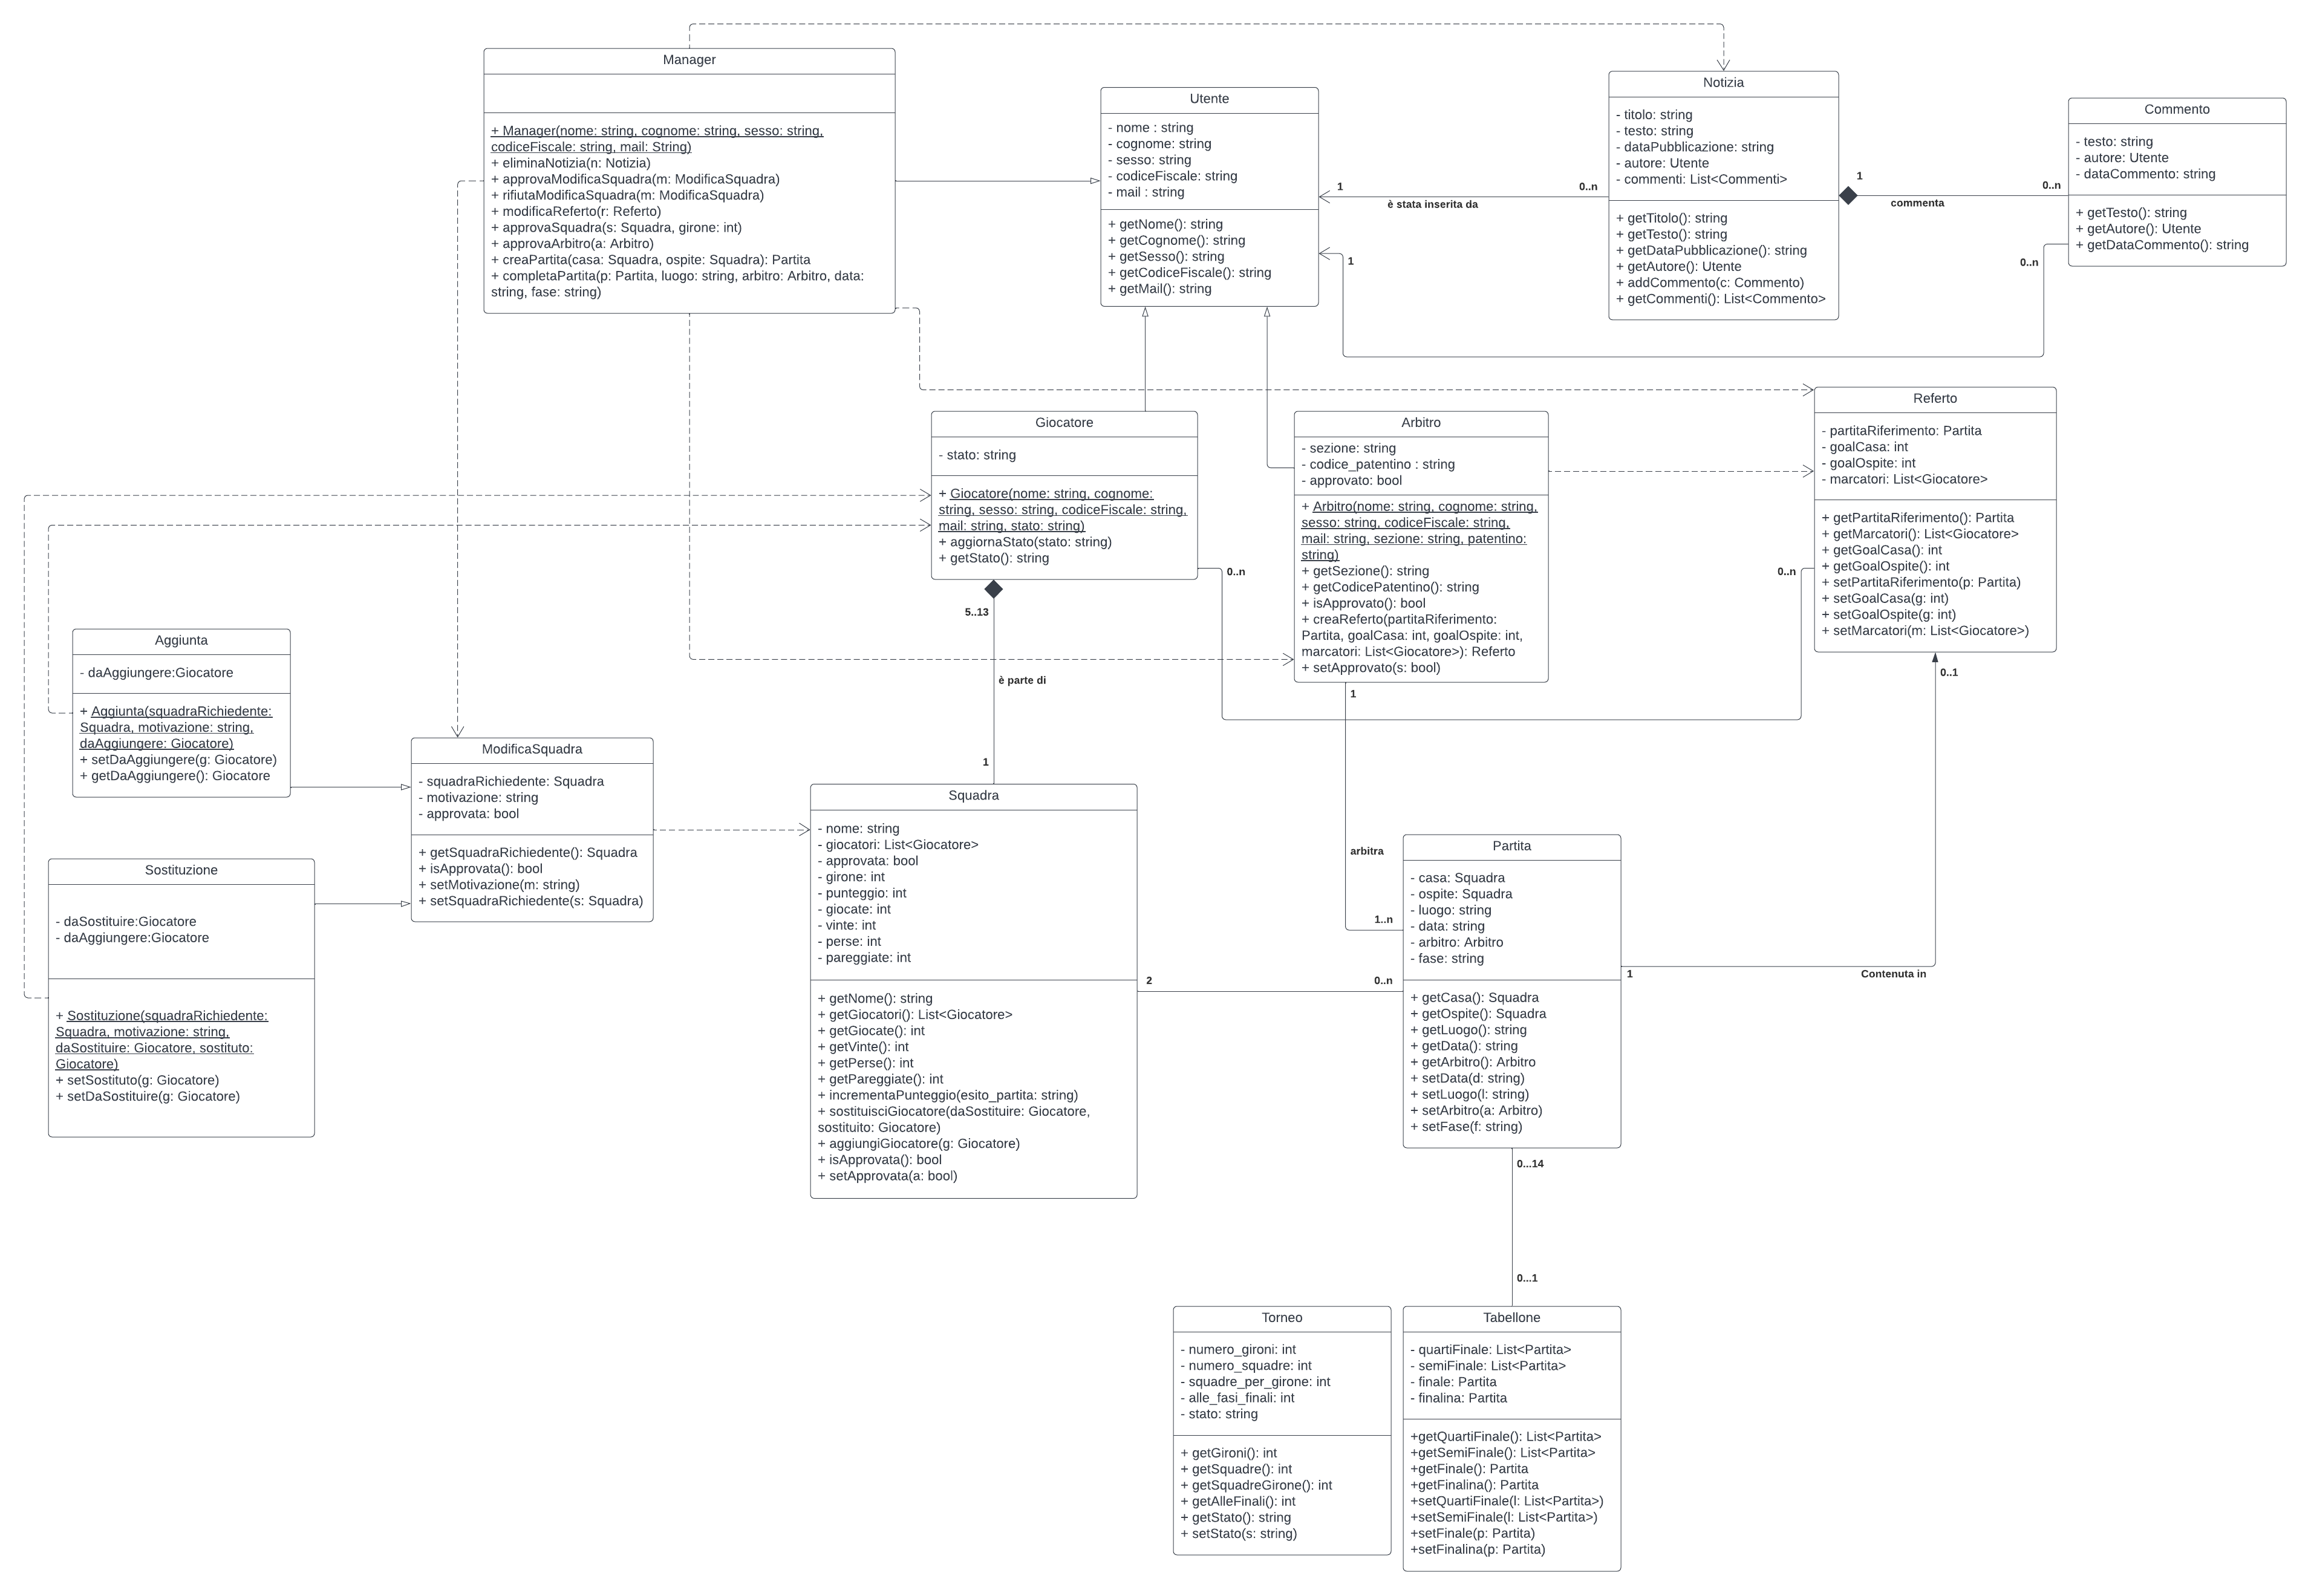 Manager
+ Manager(nome: string, cognome: string, sesso: string,
codiceFiscale: string, mail: String)
+ eliminaNotizia(n: Notizia)
+ approvaModificaSquadra(m: ModificaSquadra)
+ rifiutaModificaSquadra(m: ModificaSquadra)
+ modificaReferto(r: Referto)
+ approvaSquadra(s: Squadra, girone: int)
+ approvaArbitro(a: Arbitro)
+ creaPartita(casa: Squadra, ospite: Squadra): Partita
+ completaPartita(p: Partita, luogo: string, arbitro: Arbitro, data:
string, fase: string)
Utente
- nome : string
- cognome: string
- sesso: string
- codiceFiscale: string
- mail : string
+ getNome(): string
+ getCognome(): string
+ getSesso(): string
+ getCodiceFiscale(): string
+ getMail(): string
1
è stata inserita da
0..n
Notizia
- titolo: string
- testo: string
- dataPubblicazione: string
- autore: Utente
- commenti: List<Commenti>
+ getTitolo(): string
+ getTesto(): string
+ getDataPubblicazione(): string
+ getAutore(): Utente
+ addCommento(c: Commento)
+ getCommenti(): List<Commento>
1
commenta
0..n
Commento
- testo: string
- autore: Utente
- dataCommento: string
+ getTesto(): string
+ getAutore(): Utente
+ getDataCommento(): string
1
0..n
Giocatore
- stato: string
+ Giocatore(nome: string, cognome:
string, sesso: string, codiceFiscale: string,
mail: string, stato: string)
+ aggiornaStato(stato: string)
+ getStato(): string
0..n
Arbitro
- sezione: string
- codice_patentino : string
- approvato: bool
+ Arbitro(nome: string, cognome: string,
sesso: string, codiceFiscale: string,
mail: string, sezione: string, patentino:
string)
+ getSezione(): string
+ getCodicePatentino(): string
+ isApprovato(): bool
+ creaReferto(partitaRiferimento:
Partita, goalCasa: int, goalOspite: int,
marcatori: List<Giocatore>): Referto
+ setApprovato(s: bool)
0..n
Referto
- partitaRiferimento: Partita
- goalCasa: int
- goalOspite: int
- marcatori: List<Giocatore>
+ getPartitaRiferimento(): Partita
+ getMarcatori(): List<Giocatore>
+ getGoalCasa(): int
+ getGoalOspite(): int
+ setPartitaRiferimento(p: Partita)
+ setGoalCasa(g: int)
+ setGoalOspite(g: int)
+ setMarcatori(m: List<Giocatore>)
0..1
5..13
è parte di
1
Aggiunta
- daAggiungere:Giocatore
+ Aggiunta(squadraRichiedente:
Squadra, motivazione: string,
daAggiungere: Giocatore)
+ setDaAggiungere(g: Giocatore)
+ getDaAggiungere(): Giocatore
ModificaSquadra
- squadraRichiedente: Squadra
- motivazione: string
- approvata: bool
+ getSquadraRichiedente(): Squadra
+ isApprovata(): bool
+ setMotivazione(m: string)
+ setSquadraRichiedente(s: Squadra)
Sostituzione
- daSostituire:Giocatore
- daAggiungere:Giocatore
+ Sostituzione(squadraRichiedente:
Squadra, motivazione: string,
daSostituire: Giocatore, sostituto:
Giocatore)
+ setSostituto(g: Giocatore)
+ setDaSostituire(g: Giocatore)
Squadra
- nome: string
- giocatori: List<Giocatore>
- approvata: bool
- girone: int
- punteggio: int
- giocate: int
- vinte: int
- perse: int
- pareggiate: int
+ getNome(): string
+ getGiocatori(): List<Giocatore>
+ getGiocate(): int
+ getVinte(): int
+ getPerse(): int
+ getPareggiate(): int
+ incrementaPunteggio(esito_partita: string)
+ sostituisciGiocatore(daSostituire: Giocatore,
sostituito: Giocatore)
+ aggiungiGiocatore(g: Giocatore)
+ isApprovata(): bool
+ setApprovata(a: bool)
1
arbitra
1..n
2
0..n
Partita
- casa: Squadra
- ospite: Squadra
- luogo: string
- data: string
- arbitro: Arbitro
- fase: string
+ getCasa(): Squadra
+ getOspite(): Squadra
+ getLuogo(): string
+ getData(): string
+ getArbitro(): Arbitro
+ setData(d: string)
+ setLuogo(l: string)
+ setArbitro(a: Arbitro)
+ setFase(f: string)
1
Contenuta in
0...14
0...1
Torneo
- numero_gironi: int
- numero_squadre: int
- squadre_per_girone: int
- alle_fasi_finali: int
- stato: string
+ getGironi(): int
+ getSquadre(): int
+ getSquadreGirone(): int
+ getAlleFinali(): int
+ getStato(): string
+ setStato(s: string)
Tabellone
- quartiFinale: List<Partita>
- semiFinale: List<Partita>
- finale: Partita
- finalina: Partita
+getQuartiFinale(): List<Partita>
+getSemiFinale(): List<Partita>
+getFinale(): Partita
+getFinalina(): Partita
+setQuartiFinale(l: List<Partita>)
+setSemiFinale(l: List<Partita>)
+setFinale(p: Partita)
+setFinalina(p: Partita)